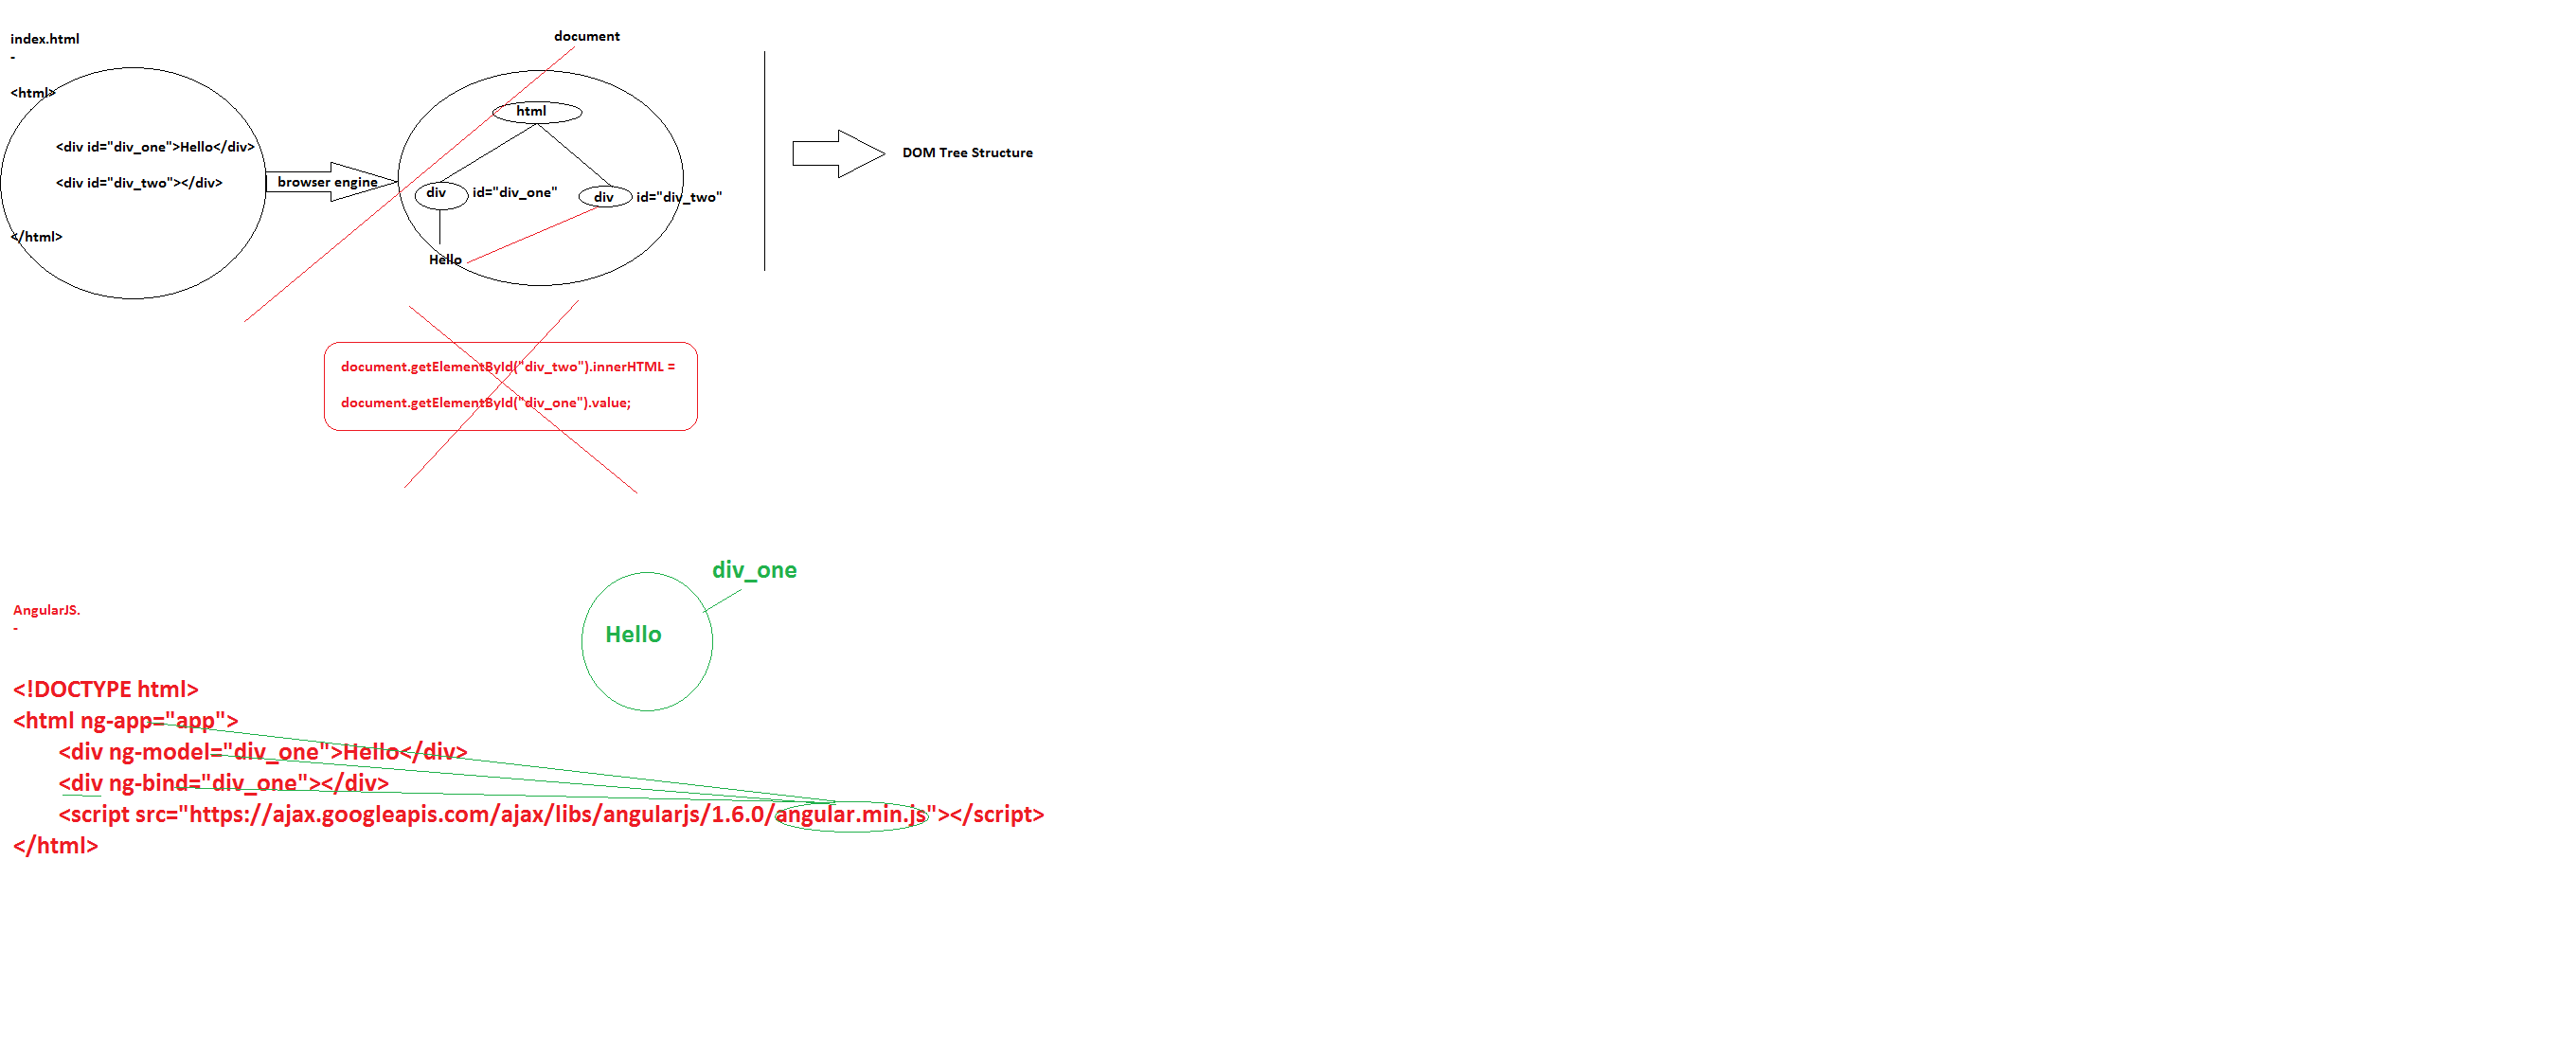 index.html
-
<html>
<div id="div_one">Hello</div>
<div id="div_two"></div>
</html>
browser engine
document
html
div id="div_one"
div id="div_two"
Hello
DOM Tree Structure
document.getElementById("div_two").innerHTML =
document.getElementById("div_one").value;
div_one
Hello
AngularJS.
-
<!DOCTYPE html>
<html ng-app="app">
<div ng-model="div_one">Hello</div>
<div ng-bind="div_one"></div>
<script src="https://ajax.googleapis.com/ajax/libs/angularjs/1.6.0/angular.min.js"></script>
</html>